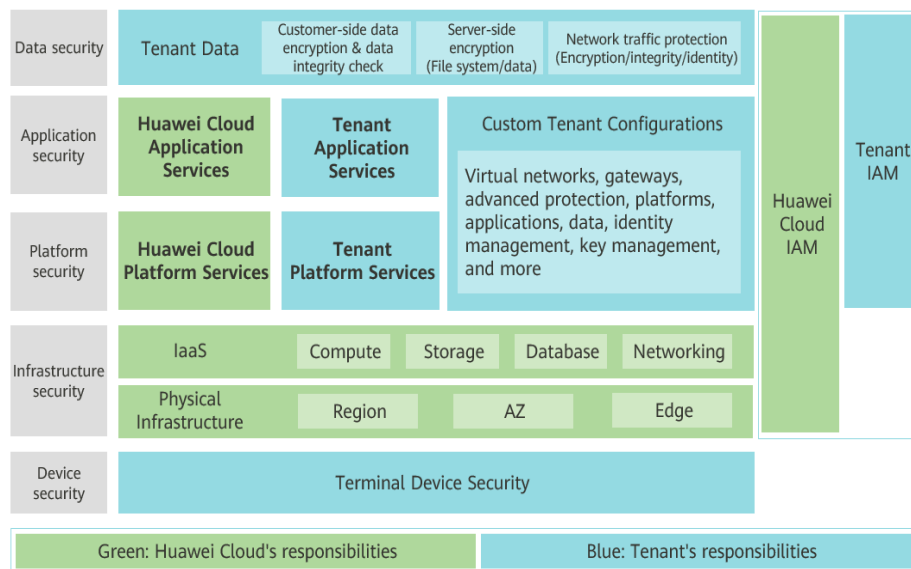 Data security
Tenant Data
Customer-side data
encryption & data
integrity check
Server-side
encryption
(File system/data)
Network traffic protection
(Encryption/integrity/identity)
Application
security
Huawei Cloud
Application
Services
Tenant
Application
Services
Custom Tenant Configurations
Virtual networks, gateways,
advanced protection, platforms,
applications, data, identity
management, key management,
and more
Platform
security
Huawei Cloud
Platform Services
Tenant
Platform Services
Huawei
Cloud
IAM
Tenant
IAM
Infrastructure
security
IaaS
Compute
Storage
Database
Networking
Physical
Infrastructure
Region
AZ
Edge
Device
security
Terminal Device Security
Green: Huawei Cloud's responsibilities
Blue: Tenant's responsibilities